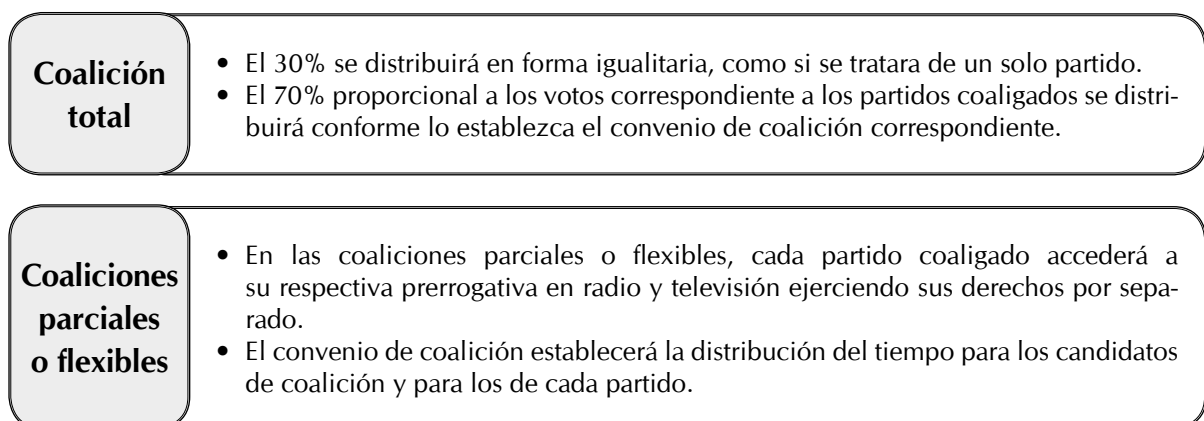 Coalición
total
• El 30% se distribuirá en forma igualitaria, como si se tratara de un solo partido.
• El 70% proporcional a los votos correspondiente a los partidos coaligados se distri-
buirá conforme lo establezca el convenio de coalición correspondiente.
Coaliciones
parciales
o flexibles
• En las coaliciones parciales o flexibles, cada partido coaligado accederá a
su respectiva prerrogativa en radio y televisión ejerciendo sus derechos por sepa-
rado.
• El convenio de coalición establecerá la distribución del tiempo para los candidatos
de coalición y para los de cada partido.